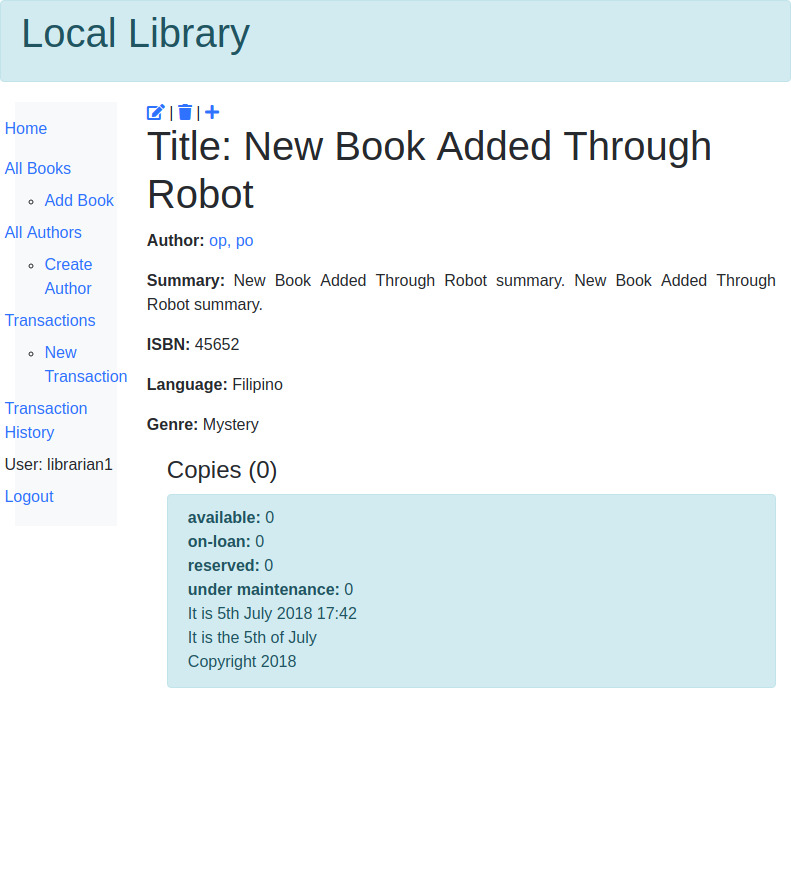 Local Library
Home
All Books
Add Book
All Authors
Create
Author
Transactions
New
Transaction
Transaction
History
User: librarian1
Logout
| |
Title: New Book Added Through
Robot
Author: op, po
Summary: New Book Added Through Robot summary. New Book Added Through
Robot summary.
ISBN: 45652
Language: Filipino
Genre: Mystery
Copies (0)
available: 0
on-loan: 0
reserved: 0
under maintenance: 0
It is 5th July 2018 17:42
It is the 5th of July
Copyright 2018